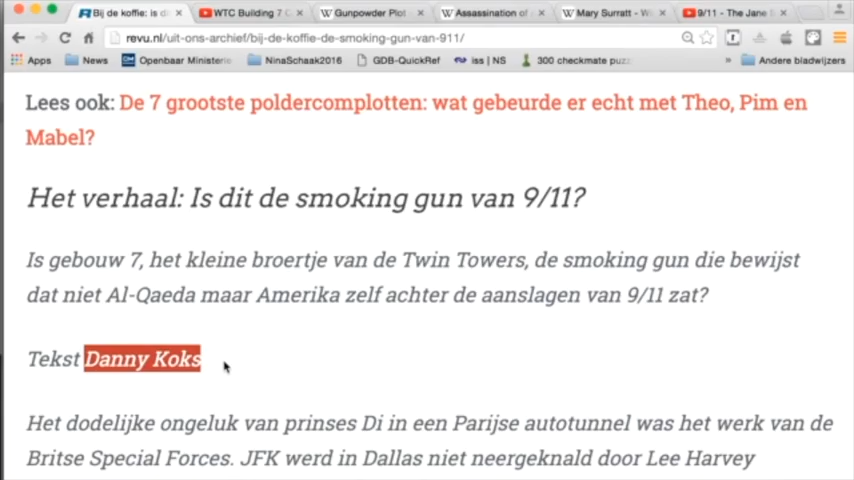 Bij de koffie: is di
WTC Building 7 C
Gunpowder Plot
Assassination of
Mary Surratt - W
9/11 - The Jane
revu.nl/uit-ons-archief/bij-de-koffie-de-smoking-gun-van-911/
Apps News Openbaar Ministerie NinaSchaak2016 GDB-QuickRef iss | NS 300 checkmate puz » Andere bladwijzers
Lees ook: De 7 grootste poldercomplotten: wat gebeurde er echt met Theo, Pim en
Mabel?
Het verhaal: Is dit de smoking gun van 9/11?
Is gebouw 7, het kleine broertje van de Twin Towers, de smoking gun die bewijst
dat niet Al-Qaeda maar Amerika zelf achter de aanslagen van 9/11 zat?
Tekst Danny Koks
Het dodelijke ongeluk van prinses Di in een Parijse autotunnel was het werk van de
Britse Special Forces. JFK werd in Dallas niet neergeknald door Lee Harvey